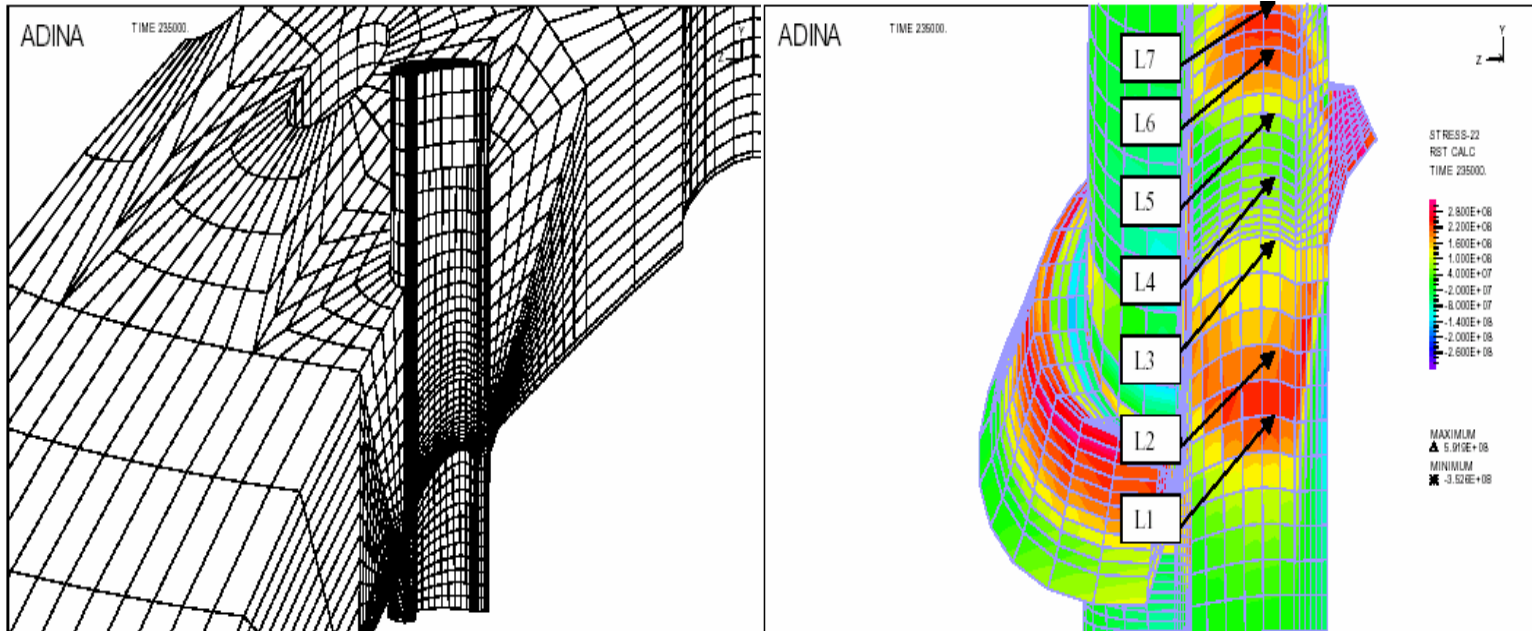 ADINA
TIME 235000.
Y
Z
ADINA
TIME 235000.
Y
Z
L7
L6
L5
L4
L3
L2
L1
STRESS-22
RST CALC
TIME 235000.
2.800E+08
2.200E+08
1.600E+08
1.000E+08
4.000E+07
-2.000E+07
-8.000E+07
-1.400E+08
-2.000E+08
-2.600E+08
MAXIMUM
5.919E+08
MINIMUM
-3.526E+08